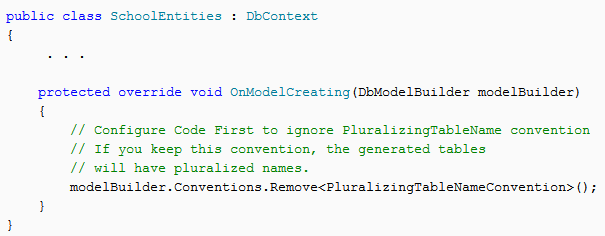 public class SchoolEntities : DbContext
{
. . .
protected override void OnModelCreating(DbModelBuilder modelBuilder)
{
// Configure Code First to ignore PluralizingTableName convention
// If you keep this convention, the generated tables
// will have pluralized names.
modelBuilder.Conventions.Remove<PluralizingTableNameConvention>();
}
}